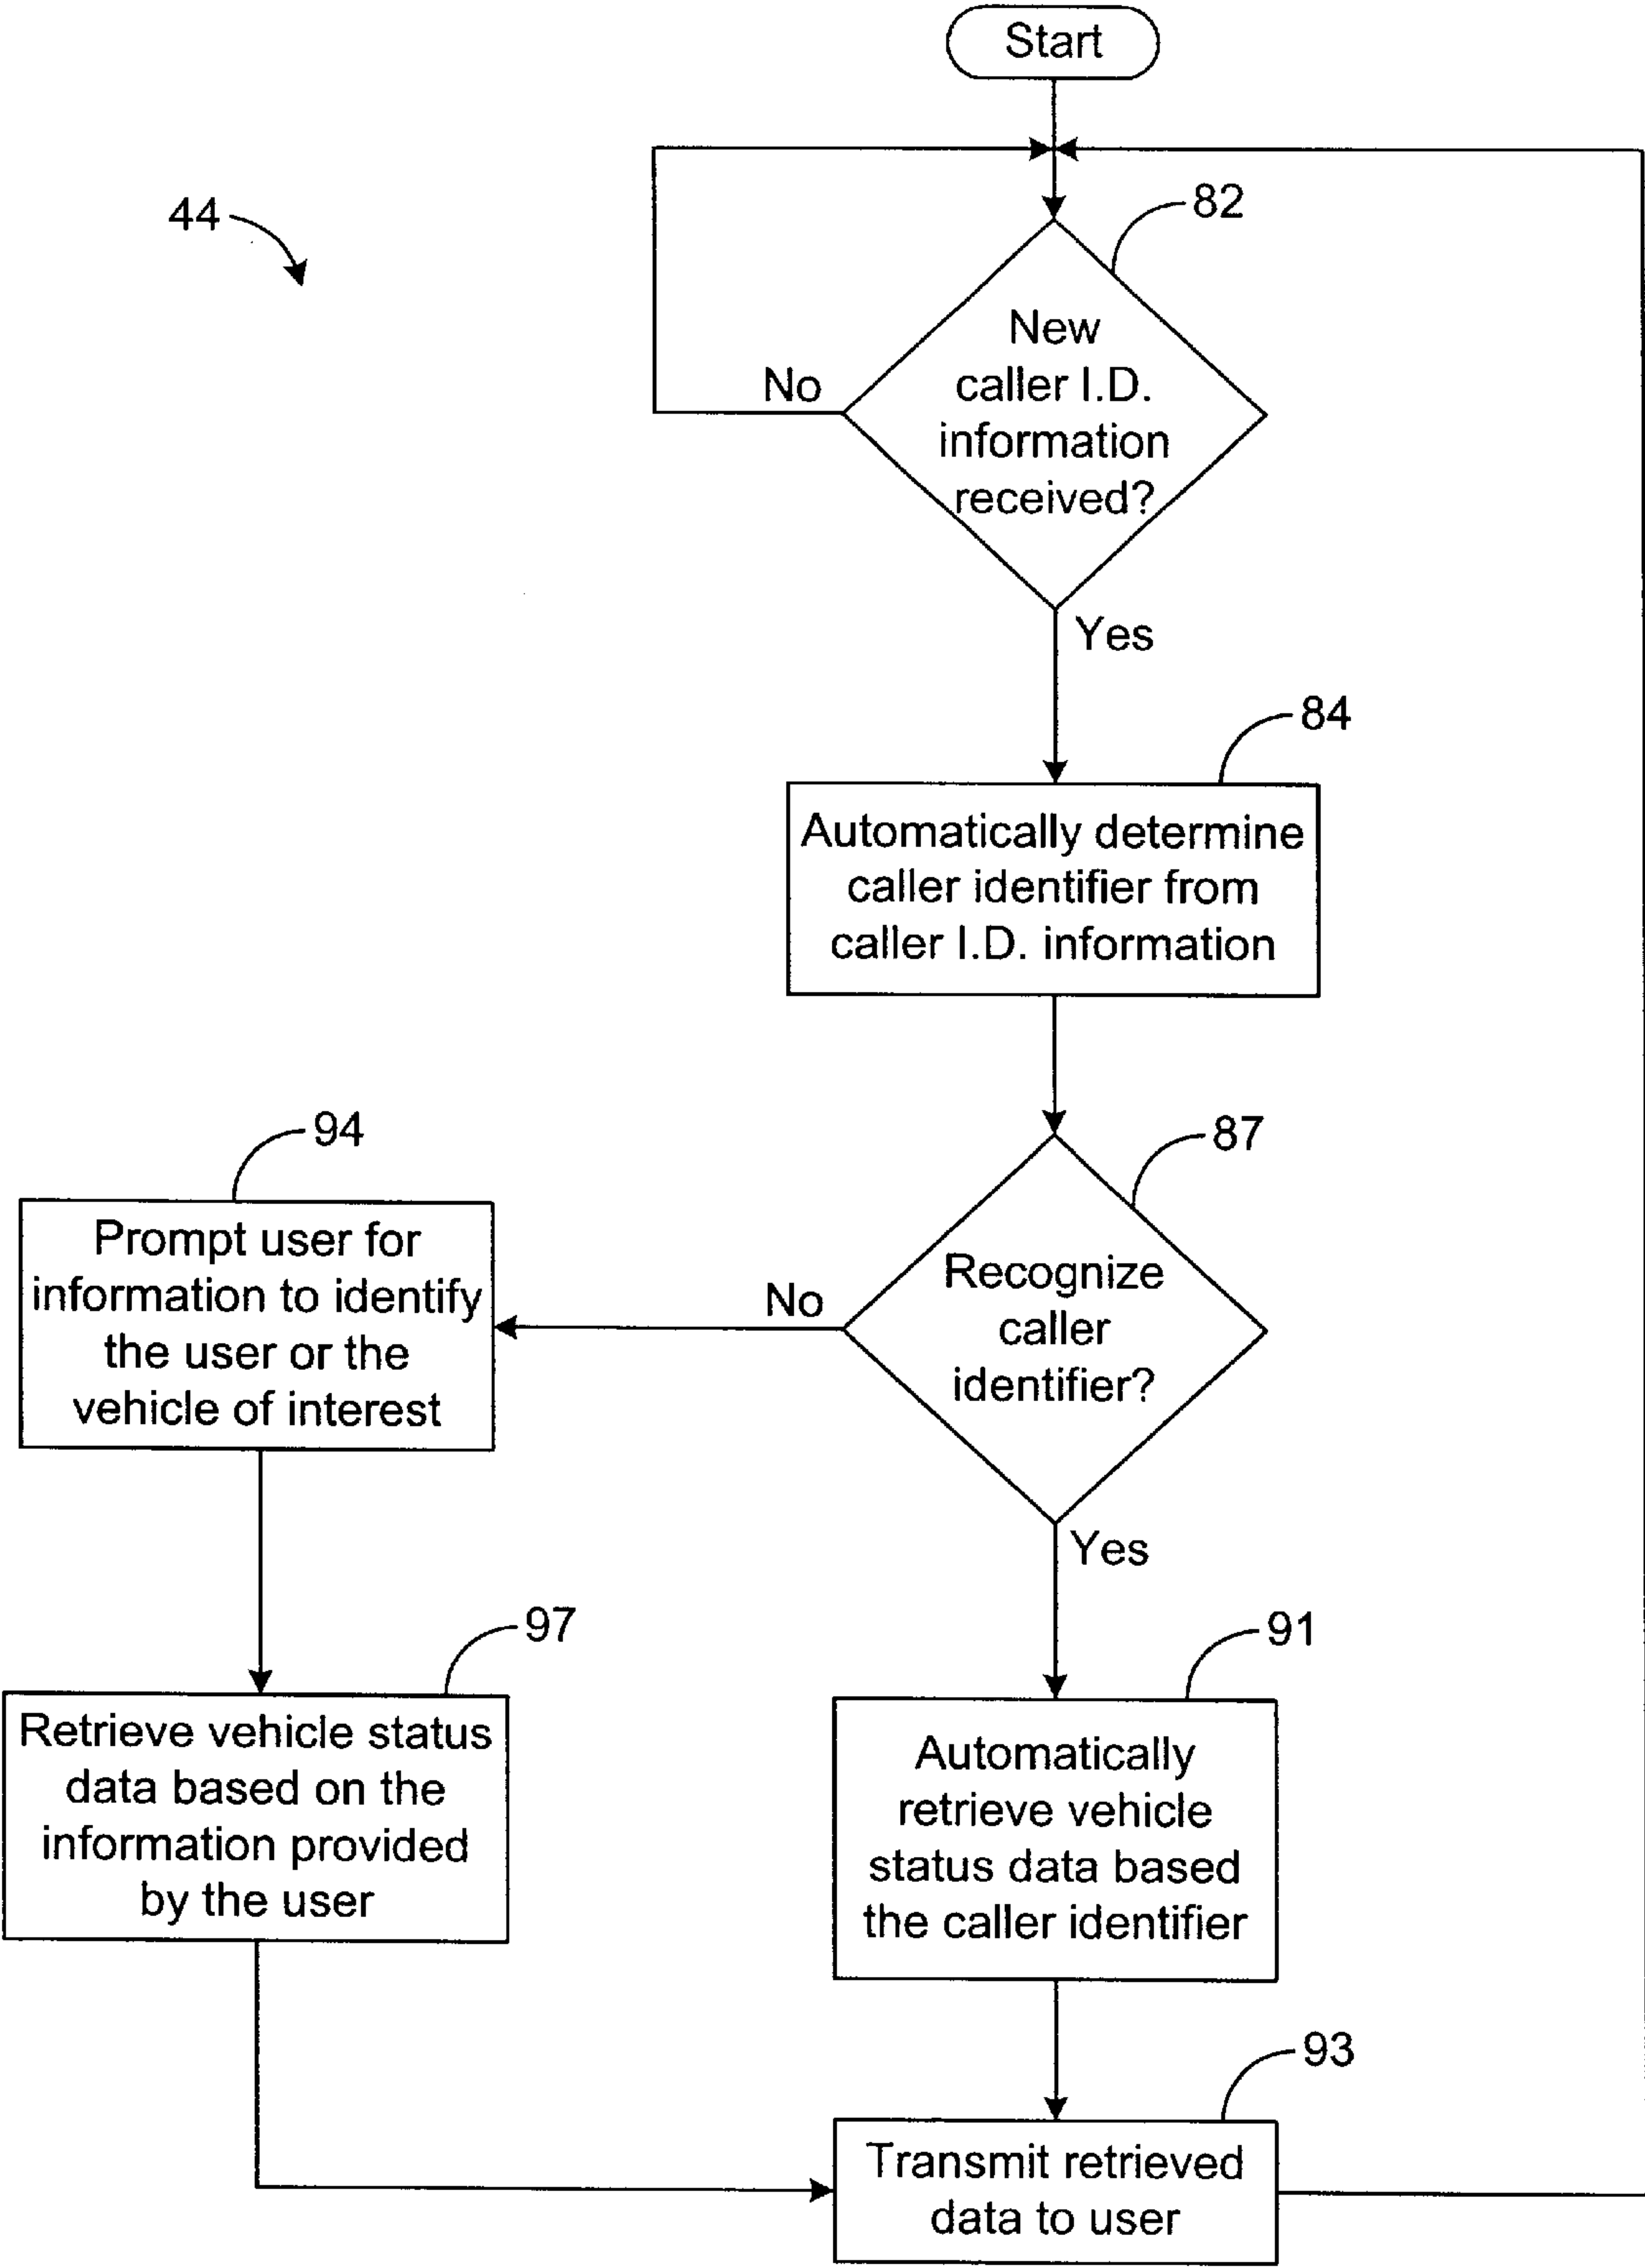 Start
44
82
New
caller I.D.
information
received?
No
Yes
84
Automatically determine
caller identifier from
caller I.D. information
87
Recognize
caller
identifier?
No
Yes
94
Prompt user for
information to identify
the user or the
vehicle of interest
97
Retrieve vehicle status
data based on the
information provided
by the user
91
Automatically
retrieve vehicle
status data based
the caller identifier
93
Transmit retrieved
data to user